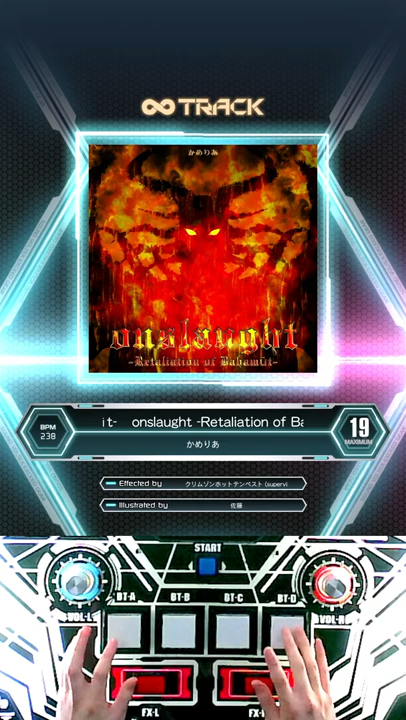 ∞ TRACK
かめりあ
onslaught
-Retaliation of Bahamūt-
BPM
238
it- onslaught -Retaliation of Ba
19
MAXIMUM
かめりあ
Effected by クリムゾンホットテンペスト (supervi
Illustrated by 佐藤
START
VOL-L
BT-A
BT-B
BT-C
BT-D
VOL-R
FX-L
FX-